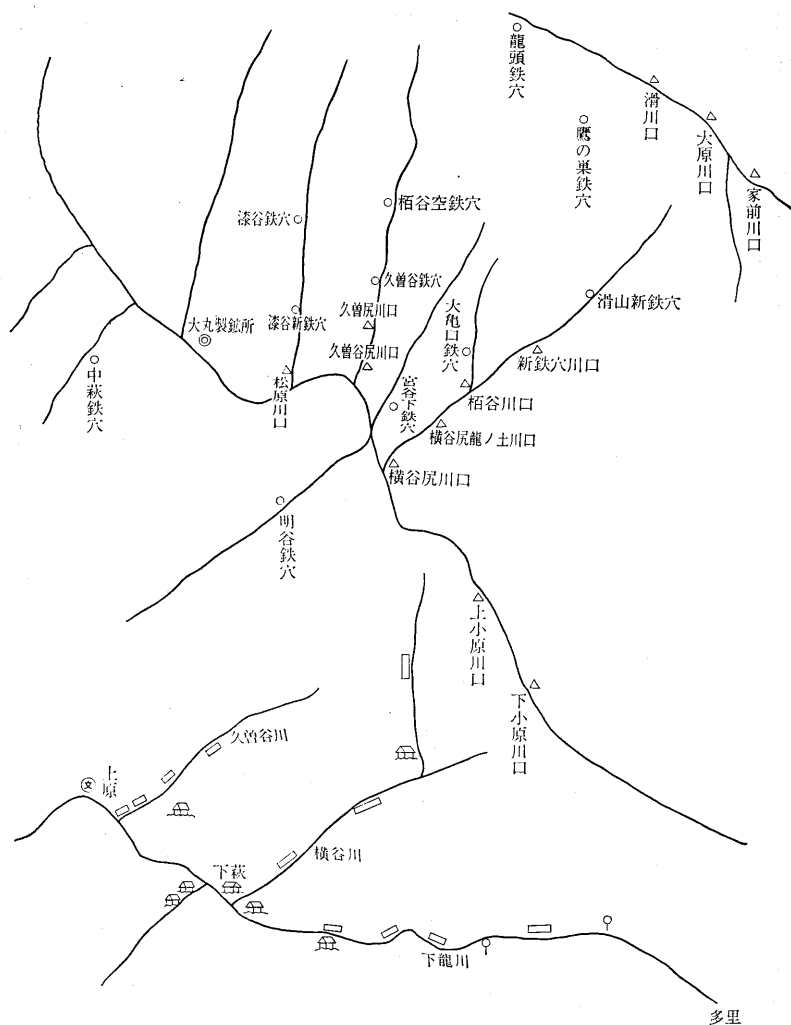 龍頭鉄穴
滑川口
大原川口
家前川口
鷹の巣鉄穴
栢谷空鉄穴
漆谷鉄穴
久曽谷鉄穴
久曽尻川口
大亀口鉄穴
滑山新鉄穴
大丸製鉱所
漆谷新鉄穴
久曽谷尻川口
新鉄穴川口
中萩鉄穴
松原川口
宮谷下鉄穴
栢谷川口
横谷尻龍ノ土川口
横谷尻川口
明谷鉄穴
上小原川口
下小原川口
久曽谷川
上原
文
横谷川
下萩
下龍川
多里